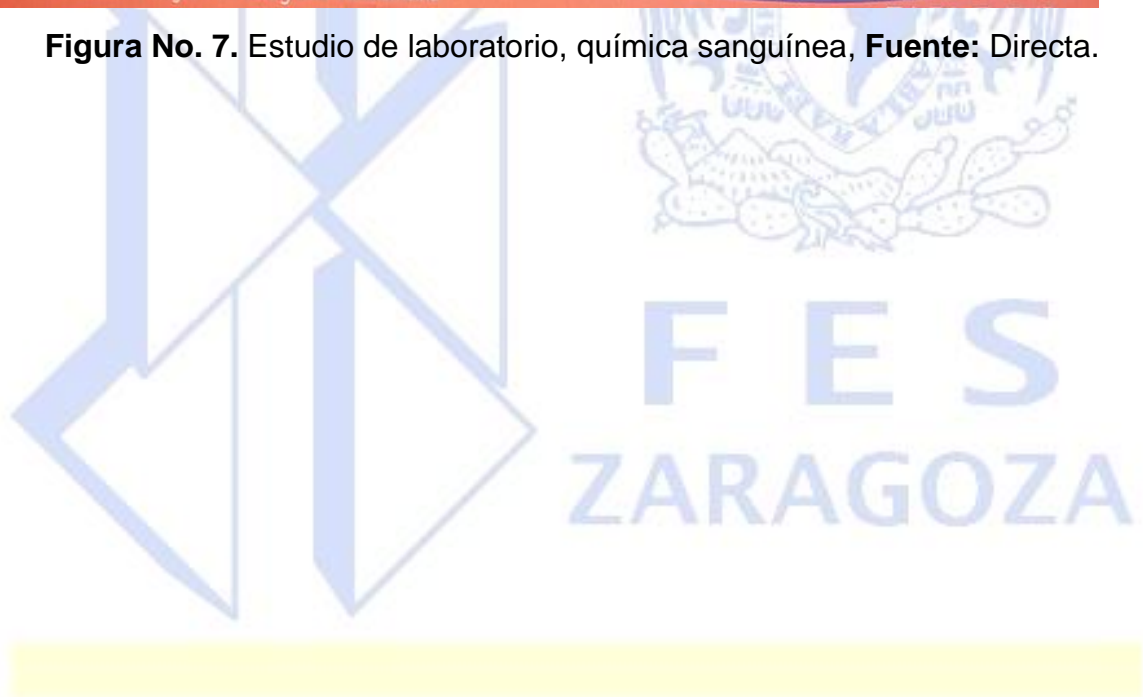 Figura No. 7. Estudio de laboratorio, química sanguínea, Fuente: Directa.
F E S
ZARAGOZA